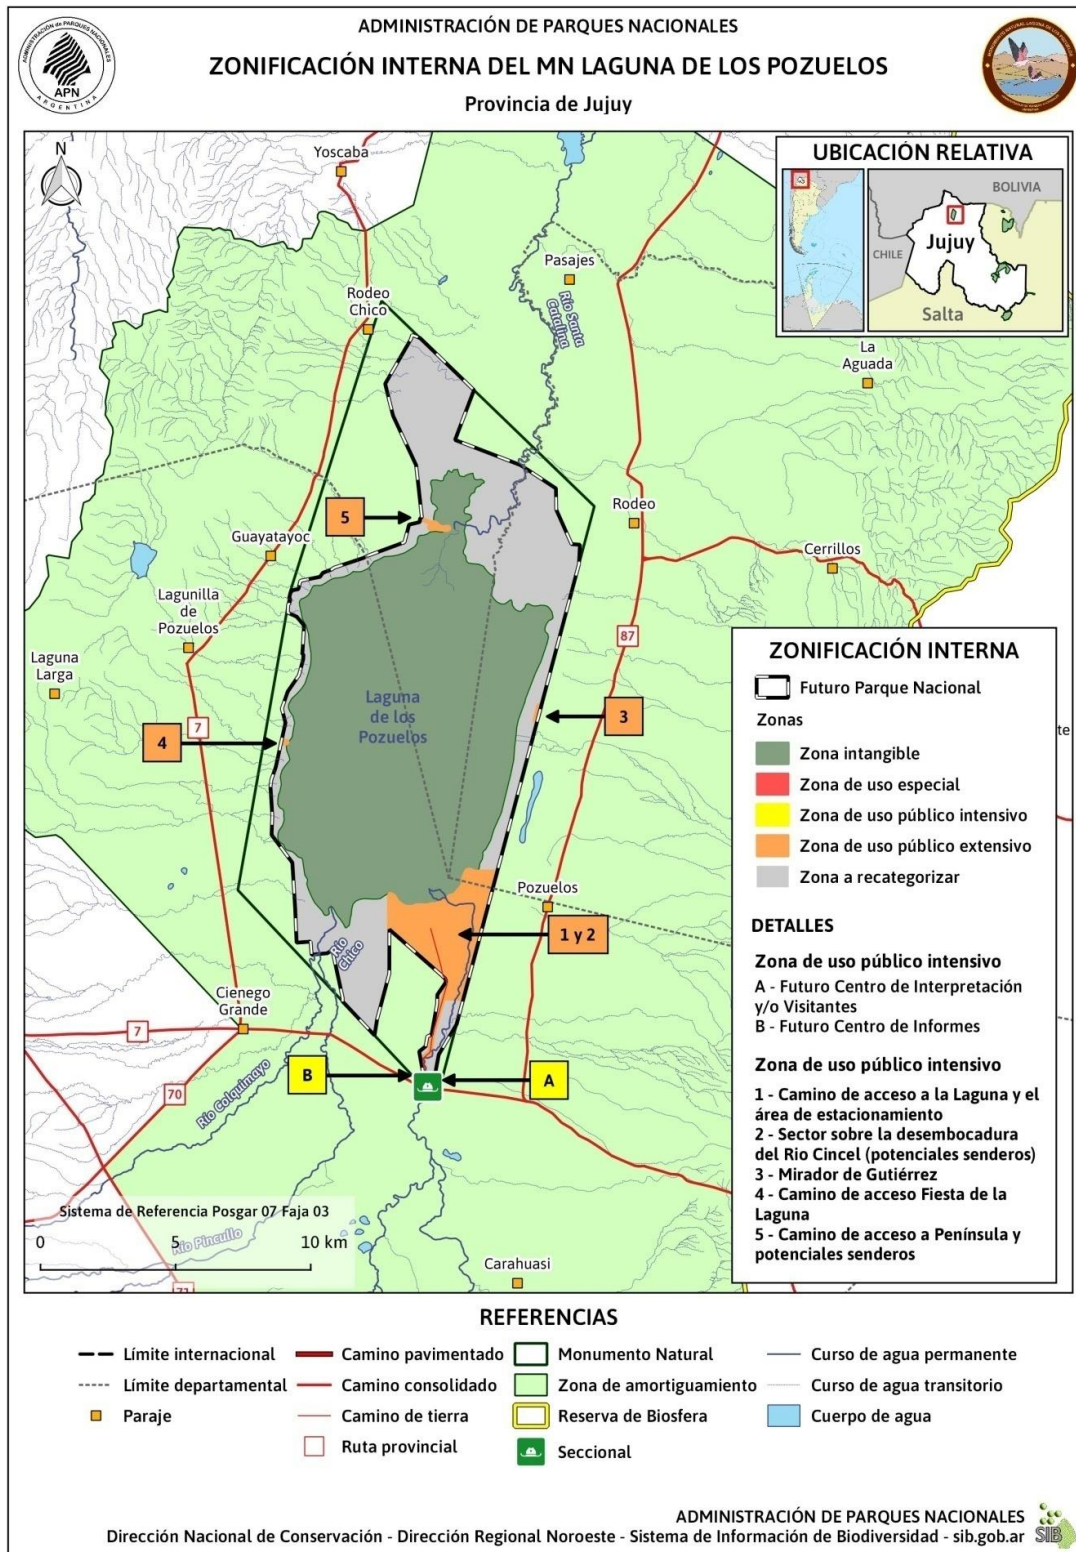 ADMINISTRACIÓN DE PARQUES NACIONALES
ZONIFICACIÓN INTERNA DEL MN LAGUNA DE LOS POZUELOS
Provincia de Jujuy
ADMINISTRACIÓN de PARQUES NACIONALES
APN
ARGENTINA
N
UBICACIÓN RELATIVA
BOLIVIA
CHILE
Jujuy
Salta
Yoscaba
Pasajes
Río Santa
Catalina
Rodeo
Chico
La
Aguada
5
Rodeo
Guayatayoc
Cerrillos
Lagunilla
de
Pozuelos
87
Laguna
Larga
Laguna
de los
Pozuelos
3
7
4
te
Pozuelos
1 y 2
Río
Chico
Cienego
Grande
7
B
A
70
Río Colquimayo
Sistema de Referencia Posgar 07 Faja 03
Río Pincullo
0 5 10 km
71
Carahuasi
ZONIFICACIÓN INTERNA
Futuro Parque Nacional
Zonas
Zona intangible
Zona de uso especial
Zona de uso público intensivo
Zona de uso público extensivo
Zona a recategorizar
DETALLES
Zona de uso público intensivo
A - Futuro Centro de Interpretación
y/o Visitantes
B - Futuro Centro de Informes
Zona de uso público intensivo
1 - Camino de acceso a la Laguna y el
área de estacionamiento
2 - Sector sobre la desembocadura
del Rio Cincel (potenciales senderos)
3 - Mirador de Gutiérrez
4 - Camino de acceso Fiesta de la
Laguna
5 - Camino de acceso a Península y
potenciales senderos
REFERENCIAS
Límite internacional
Límite departamental
Paraje
Camino pavimentado
Camino consolidado
Camino de tierra
Ruta provincial
Monumento Natural
Zona de amortiguamiento
Reserva de Biosfera
Seccional
Curso de agua permanente
Curso de agua transitorio
Cuerpo de agua
ADMINISTRACIÓN DE PARQUES NACIONALES
Dirección Nacional de Conservación - Dirección Regional Noroeste - Sistema de Información de Biodiversidad - sib.gob.ar
SIB